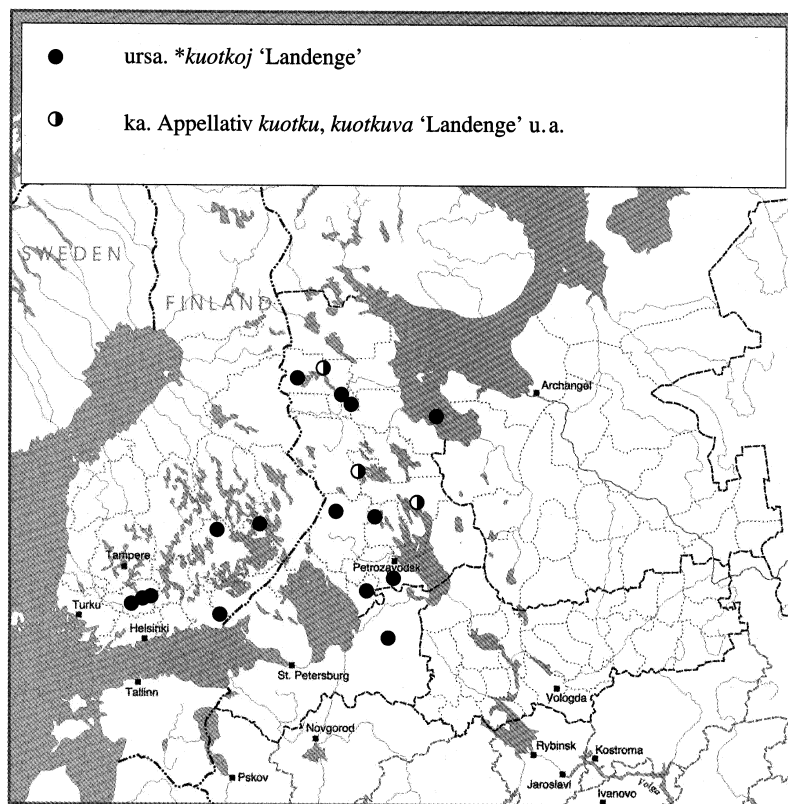 ursa. *kuotkoj ‘Landenge’
ka. Appellativ kuotku, kuotkuva ‘Landenge’ u. a.
SWEDEN
FINLAND
Archangel
Tampere
Petrozavodsk
Turku
Helsinki
St. Petersburg
Tallinn
Vologda
Novgorod
Rybinsk
Kostroma
Pskov
Jaroslavl
Volga
Ivanovo